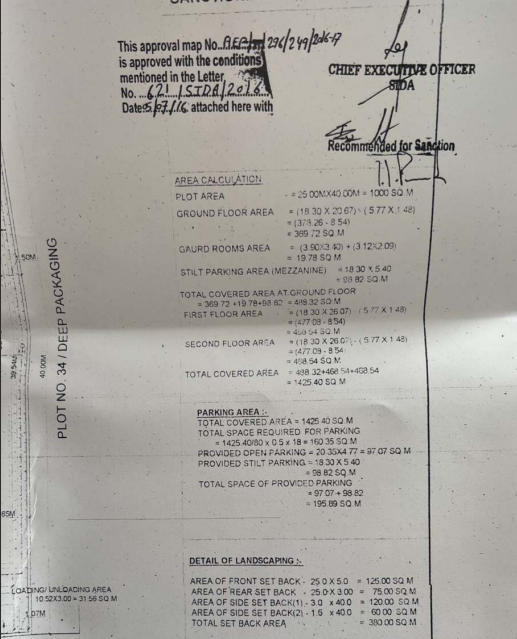 This approval map No. AEP/ /296/249/2016-17
is approved with the conditions
mentioned in the Letter
No. 621/SIDA/2016
Date 5/07/16 attached here with
CHIEF EXECUTIVE OFFICER
SIDA
Recommended for Sanction
AREA CALCULATION
PLOT AREA - = 25.00MX40.00M = 1000 SQ.M
GROUND FLOOR AREA = (18.30 X 20.67) - (5.77 X 1.48)
= (378.26 - 8.54)
= 369.72 SQ.M
GAURD ROOMS AREA = (3.90X3.40) + (3.12X2.09)
= 19.78 SQ.M
STILT PARKING AREA (MEZZANINE) = 18.30 X 5.40
= 98.82 SQ.M
TOTAL COVERED AREA AT GROUND FLOOR
= 369.72 +19.78+98.82 = 488.32 SQ.M
FIRST FLOOR AREA = (18.30 X 26.07) - (5.77 X 1.48)
= (477.08 - 8.54)
= 468.54 SQ.M
SECOND FLOOR AREA = (18.30 X 26.07) - (5.77 X 1.48)
= (477.08 - 8.54)
= 468.54 SQ.M
TOTAL COVERED AREA = 488.32+468.54+468.54
= 1425.40 SQ.M
PARKING AREA :-
TOTAL COVERED AREA = 1425.40 SQ.M
TOTAL SPACE REQUIRED FOR PARKING
= 1425.40/80 x 0.5 x 18 = 160.35 SQ.M
PROVIDED OPEN PARKING = 20.35X4.77 = 97.07 SQ.M
PROVIDED STILT PARKING = 18.30 X 5.40
= 98.82 SQ.M
TOTAL SPACE OF PROVIDED PARKING
= 97.07 + 98.82
= 195.89 SQ.M
DETAIL OF LANDSCAPING :-
AREA OF FRONT SET BACK - 25.0 X 5.0 = 125.00 SQ.M
AREA OF REAR SET BACK - 25.0 X 3.00 = 75.00 SQ.M
AREA OF SIDE SET BACK(1) - 3.0 x 40.0 = 120.00 SQ.M
AREA OF SIDE SET BACK(2) - 1.5 x 40.0 = 60.00 SQ.M
TOTAL SET BACK AREA = 380.00 SQ.M
PLOT NO. 34 / DEEP PACKAGING
40.00M
39.54M
.50M
65M
LOADING/ UNLOADING AREA
10.52X3.00 = 31.56 SQ.M
1.07M